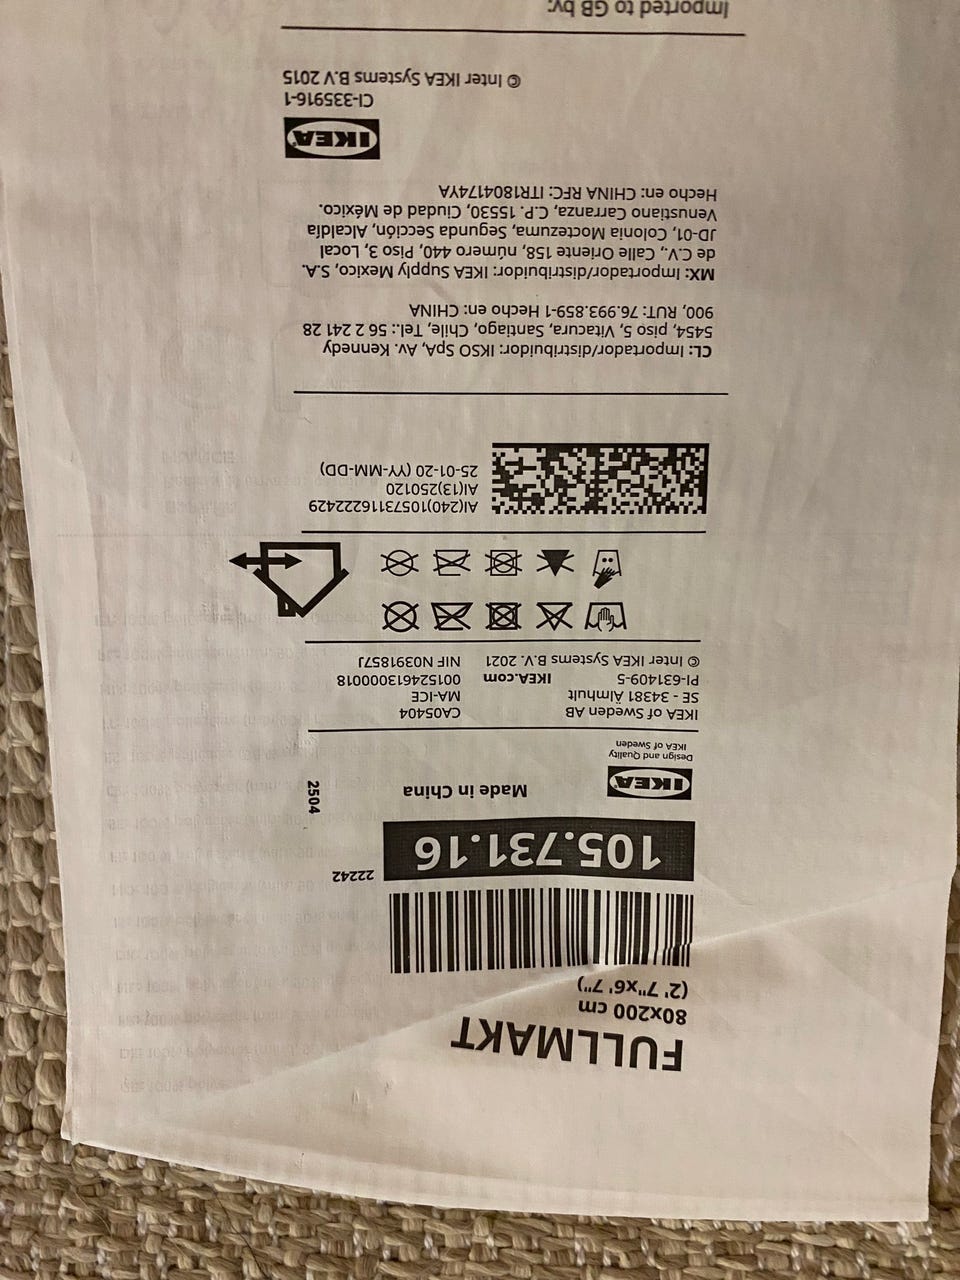 FULLMAKT
80x200 cm
(2' 7"x6' 7")
22242
105.731.16
2504
IKEA
Made in China
Design and Quality
IKEA of Sweden
IKEA of Sweden AB
SE - 34381 Älmhult
PI-631409-5
IKEA.com
© Inter IKEA Systems B.V. 2021
CA05404
MA-ICE
001524613000018
NIF N0391857J
AI(240)1057311622242​9
AI(13)250120
25-01-20 (YY-MM-DD)
CL: Importador/distribuidor: IKSO SpA, Av. Kennedy
5454, piso 5, Vitacura, Santiago, Chile, Tel.: 56 2 241 28
900, RUT: 76.993.859-1 Hecho en: CHINA
MX: Importador/distribuidor: IKEA Supply Mexico, S.A.
de C.V., Calle Oriente 158, número 440, Piso 3, Local
JD-01, Colonia Moctezuma, Segunda Sección, Alcaldía
Venustiano Carranza, C.P. 15530, Ciudad de México.
Hecho en: CHINA RFC: ITR1804174YA
IKEA
CI-335916-1
© Inter IKEA Systems B.V 2015
Imported to GB by: